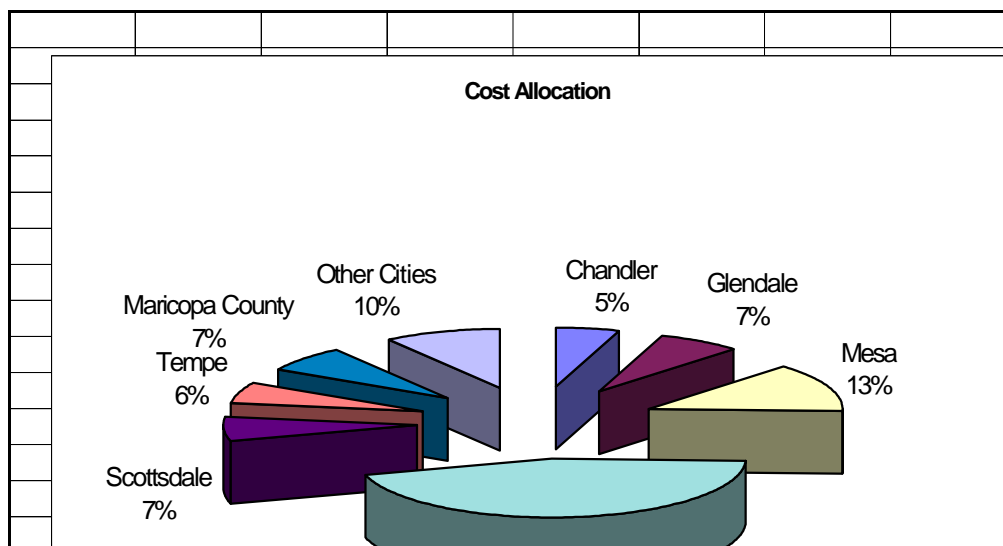 Cost Allocation
Other Cities
10%
Chandler
5%
Glendale
7%
Maricopa County
7%
Mesa
13%
Tempe
6%
Scottsdale
7%